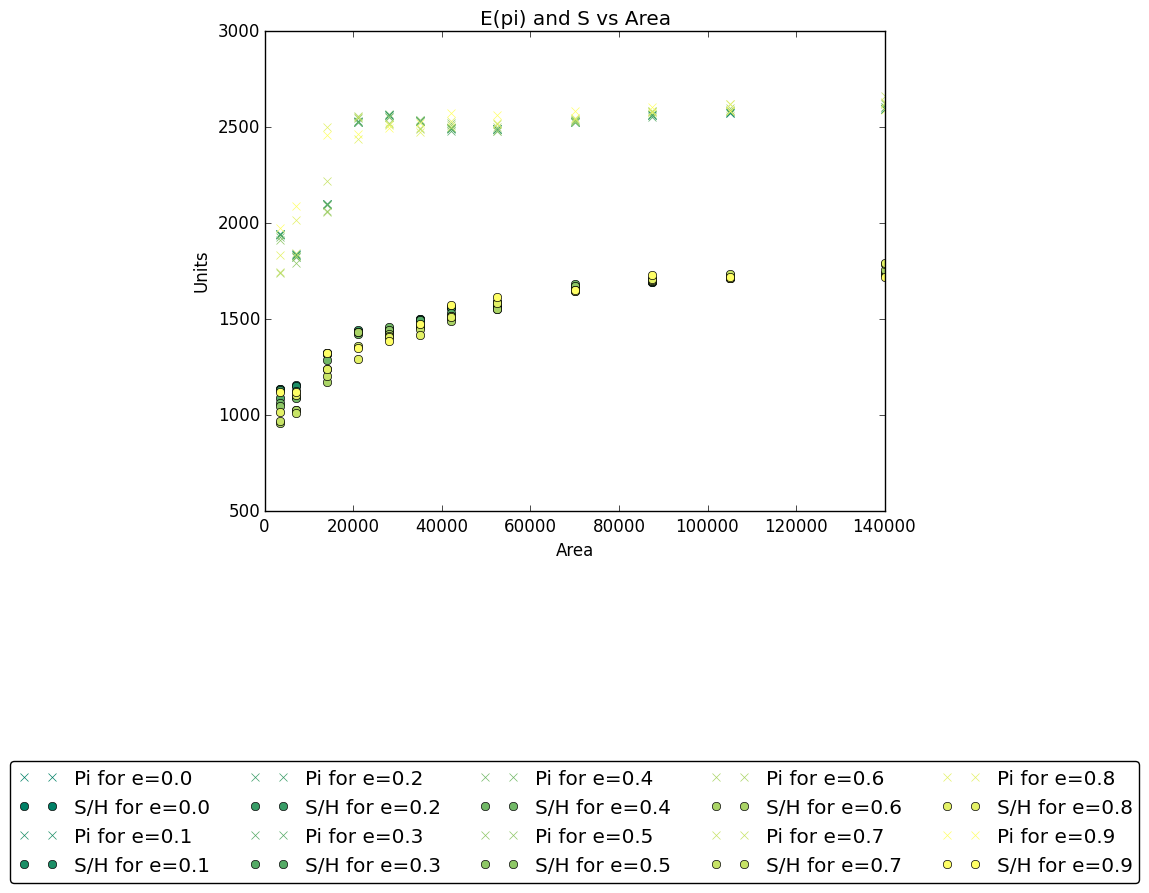 E(pi) and S vs Area
3000
2500
2000
1500
1000
500
Units
0 20000 40000 60000 80000 100000 120000 140000
Area
Pi for e=0.0 Pi for e=0.2 Pi for e=0.4 Pi for e=0.6 Pi for e=0.8
S/H for e=0.0 S/H for e=0.2 S/H for e=0.4 S/H for e=0.6 S/H for e=0.8
Pi for e=0.1 Pi for e=0.3 Pi for e=0.5 Pi for e=0.7 Pi for e=0.9
S/H for e=0.1 S/H for e=0.3 S/H for e=0.5 S/H for e=0.7 S/H for e=0.9